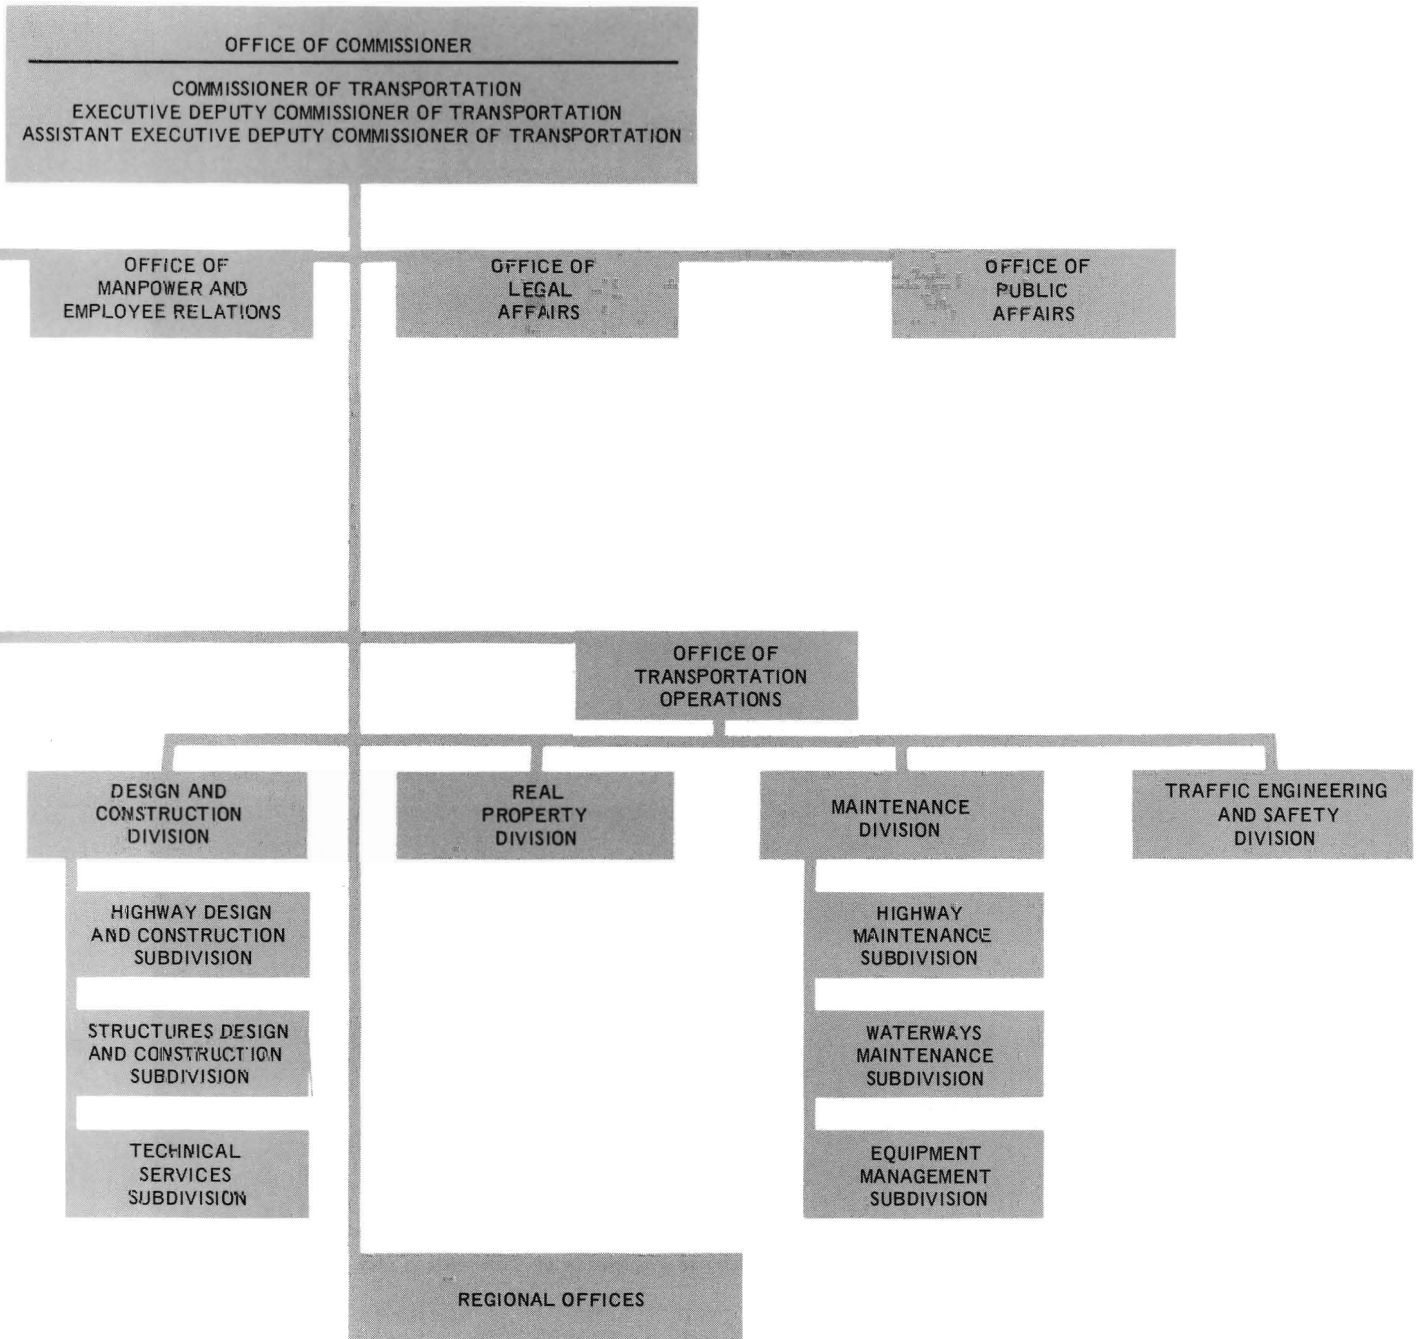 OFFICE OF COMMISSIONER
COMMISSIONER OF TRANSPORTATION
EXECUTIVE DEPUTY COMMISSIONER OF TRANSPORTATION
ASSISTANT EXECUTIVE DEPUTY COMMISSIONER OF TRANSPORTATION
OFFICE OF
MANPOWER AND
EMPLOYEE RELATIONS
OFFICE OF
LEGAL
AFFAIRS
OFFICE OF
PUBLIC
AFFAIRS
OFFICE OF
TRANSPORTATION
OPERATIONS
DESIGN AND
CONSTRUCTION
DIVISION
REAL
PROPERTY
DIVISION
MAINTENANCE
DIVISION
TRAFFIC ENGINEERING
AND SAFETY
DIVISION
HIGHWAY DESIGN
AND CONSTRUCTION
SUBDIVISION
STRUCTURES DESIGN
AND CONSTRUCTION
SUBDIVISION
TECHNICAL
SERVICES
SUBDIVISION
HIGHWAY
MAINTENANCE
SUBDIVISION
WATERWAYS
MAINTENANCE
SUBDIVISION
EQUIPMENT
MANAGEMENT
SUBDIVISION
REGIONAL OFFICES